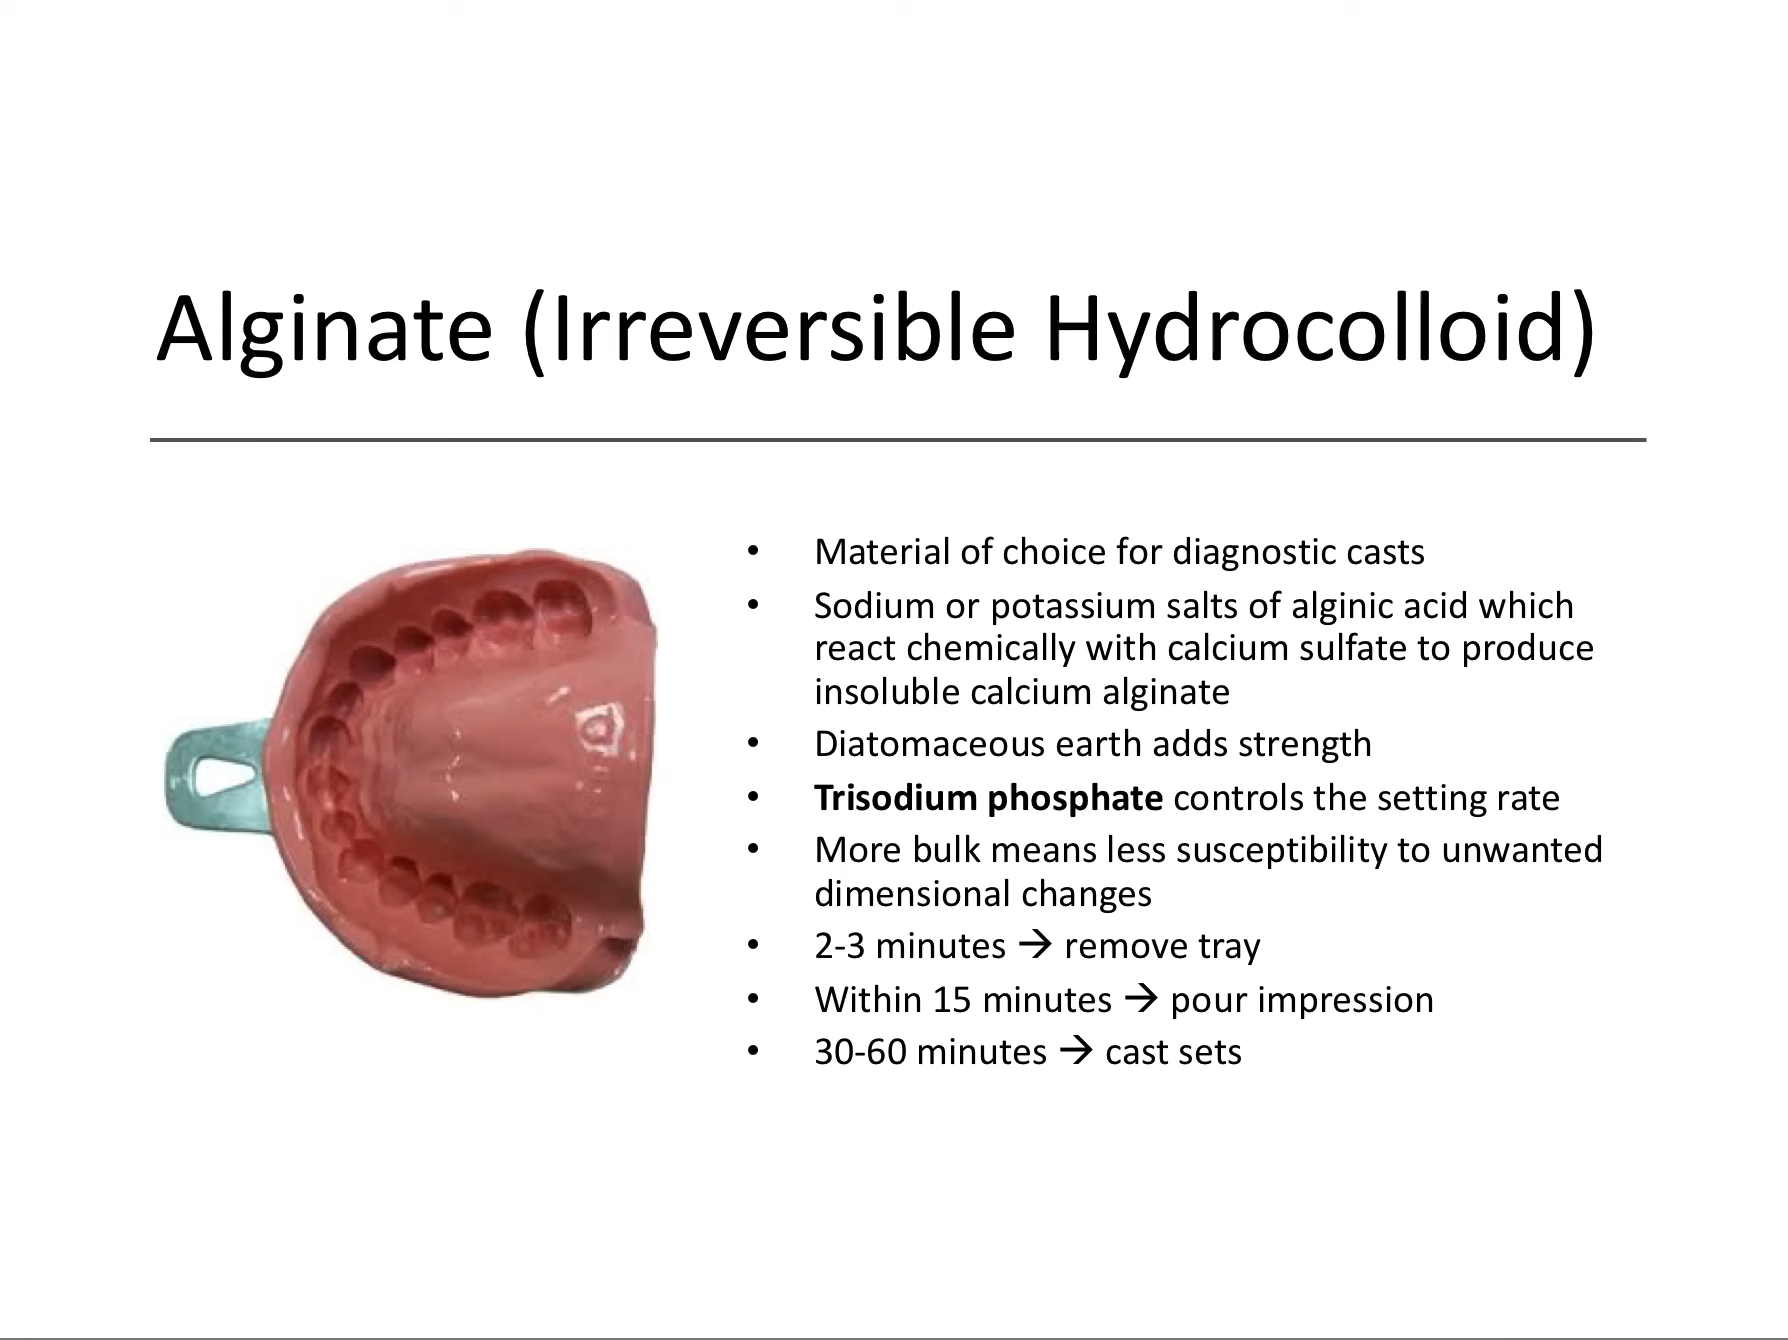 Alginate (Irreversible Hydrocolloid)
• Material of choice for diagnostic casts
• Sodium or potassium salts of alginic acid which
react chemically with calcium sulfate to produce
insoluble calcium alginate
• Diatomaceous earth adds strength
• Trisodium phosphate controls the setting rate
• More bulk means less susceptibility to unwanted
dimensional changes
• 2-3 minutes → remove tray
• Within 15 minutes → pour impression
• 30-60 minutes → cast sets